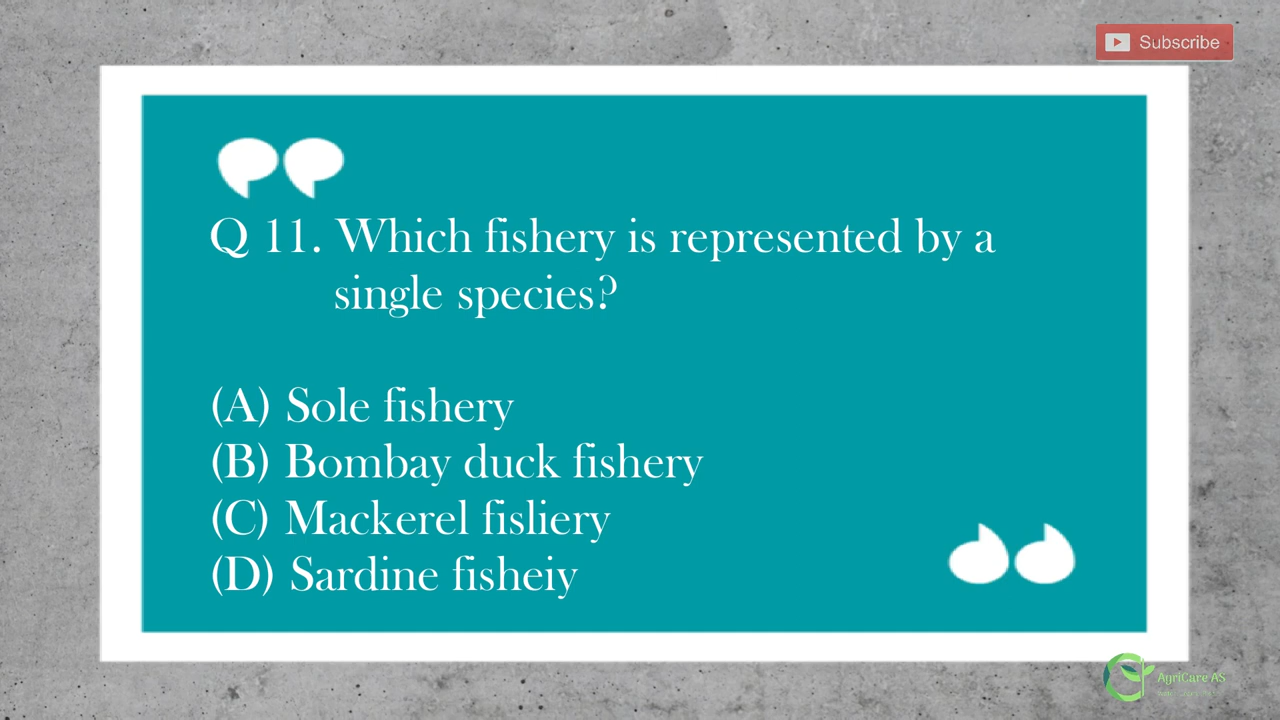 Subscribe
Q 11. Which fishery is represented by a
single species?
(A) Sole fishery
(B) Bombay duck fishery
(C) Mackerel fisliery
(D) Sardine fisheiy
AgriCare AS